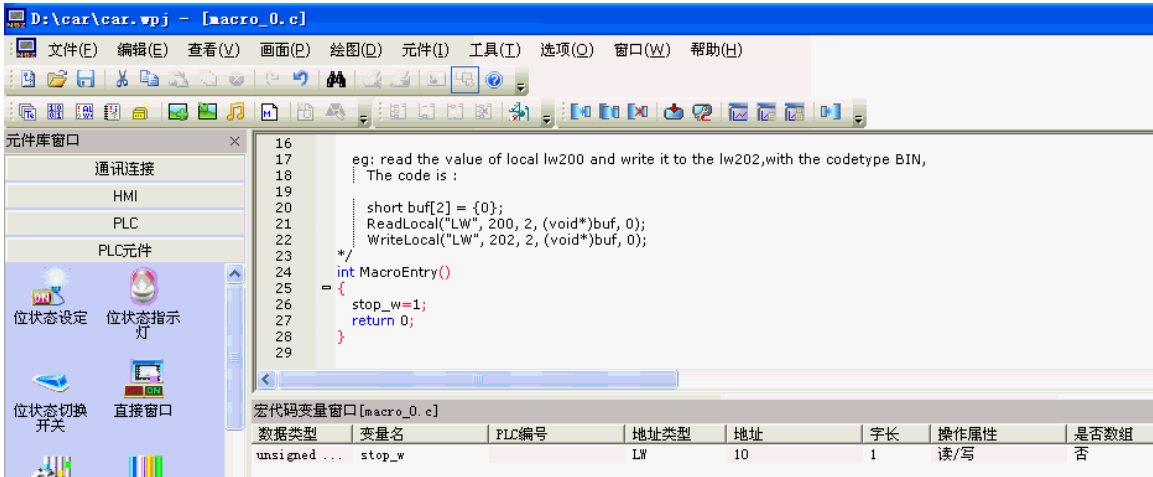 D:\car\car.wpj - [macro_0.c]
文件(F) 编辑(E) 查看(V) 画面(P) 绘图(D) 元件(I) 工具(T) 选项(O) 窗口(W) 帮助(H)
元件库窗口
通讯连接
HMI
PLC
PLC元件
位状态设定 位状态指示灯
位状态切换开关 直接窗口
16
17 eg: read the value of local lw200 and write it to the lw202,with the codetype BIN,
18 The code is :
19
20 short buf[2] = {0};
21 ReadLocal("LW", 200, 2, (void*)buf, 0);
22 WriteLocal("LW", 202, 2, (void*)buf, 0);
23 */
24 int MacroEntry()
25 {
26 stop_w=1;
27 return 0;
28 }
29
宏代码变量窗口[macro_0.c]
数据类型 变量名 PLC编号 地址类型 地址 字长 操作属性 是否数组
unsigned ... stop_w LW 10 1 读/写 否